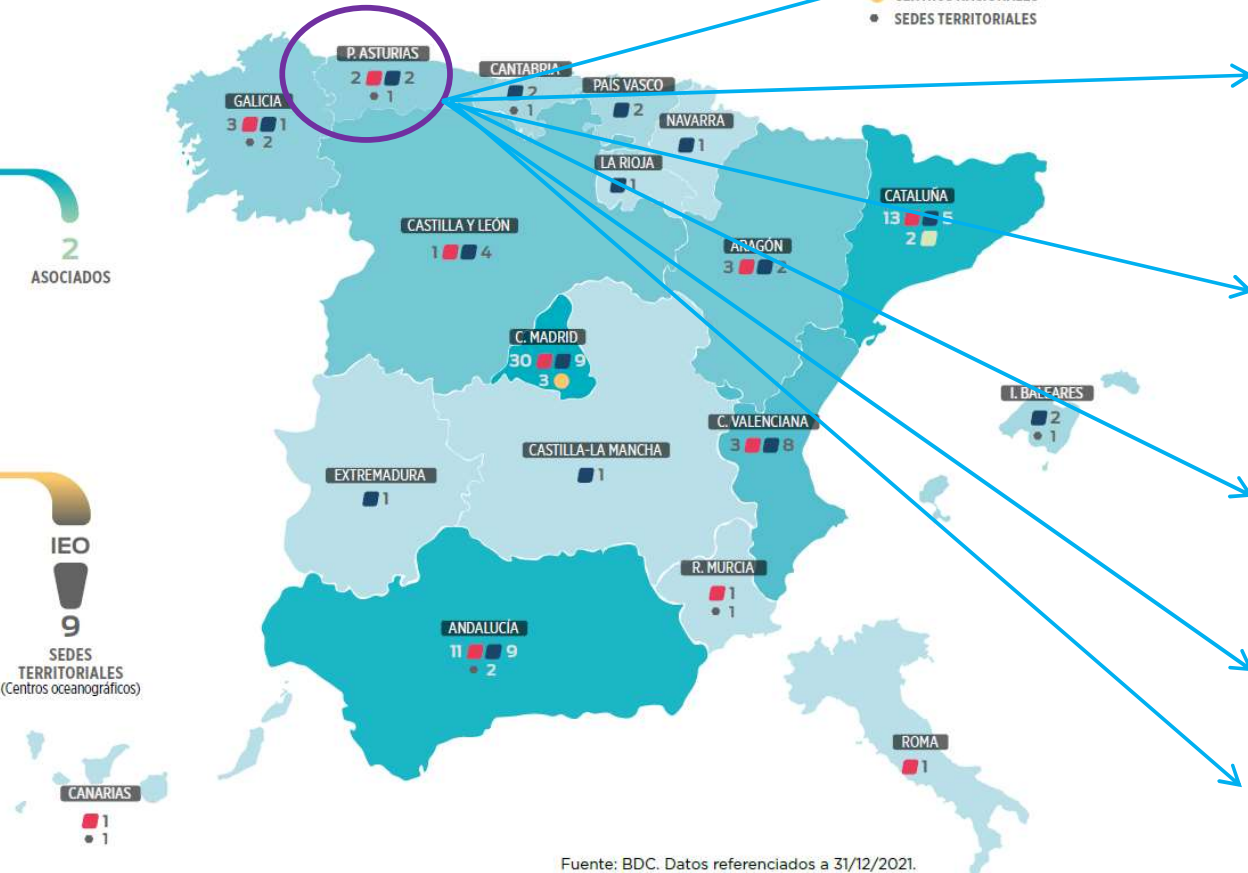 SEDES TERRITORIALES
P. ASTURIAS
2 2
1
CANTABRIA
2
1
PAÍS VASCO
2
GALICIA
3 1
2
NAVARRA
1
LA RIOJA
1
CATALUÑA
13 5
2
CASTILLA Y LEÓN
1 4
ARAGÓN
3 2
2
ASOCIADOS
C. MADRID
30 9
3
I. BALEARES
2
1
C. VALENCIANA
3 8
CASTILLA-LA MANCHA
1
EXTREMADURA
1
IEO
9
SEDES
TERRITORIALES
(Centros oceanográficos)
R. MURCIA
1
1
ANDALUCÍA
11 9
2
ROMA
1
CANARIAS
1
1
Fuente: BDC. Datos referenciados a 31/12/2021.